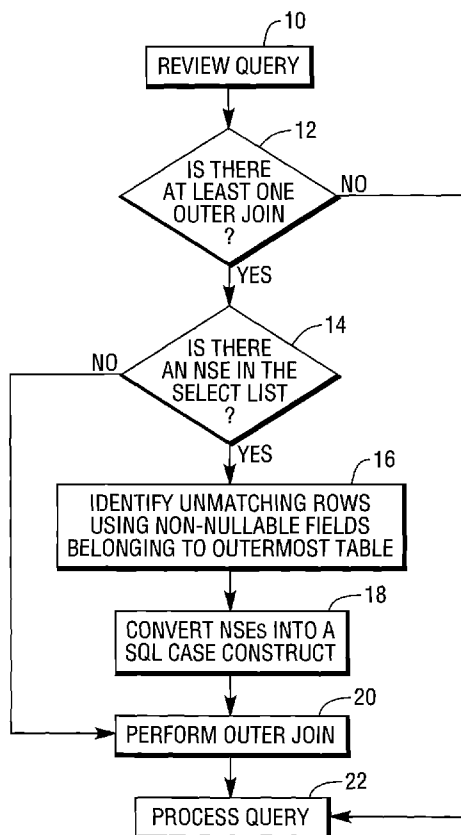 10
REVIEW QUERY
12
IS THERE
AT LEAST ONE
OUTER JOIN
?
NO
YES
14
NO
IS THERE
AN NSE IN THE
SELECT LIST
?
YES
16
IDENTIFY UNMATCHING ROWS
USING NON-NULLABLE FIELDS
BELONGING TO OUTERMOST TABLE
18
CONVERT NSEs INTO A
SQL CASE CONSTRUCT
20
PERFORM OUTER JOIN
22
PROCESS QUERY